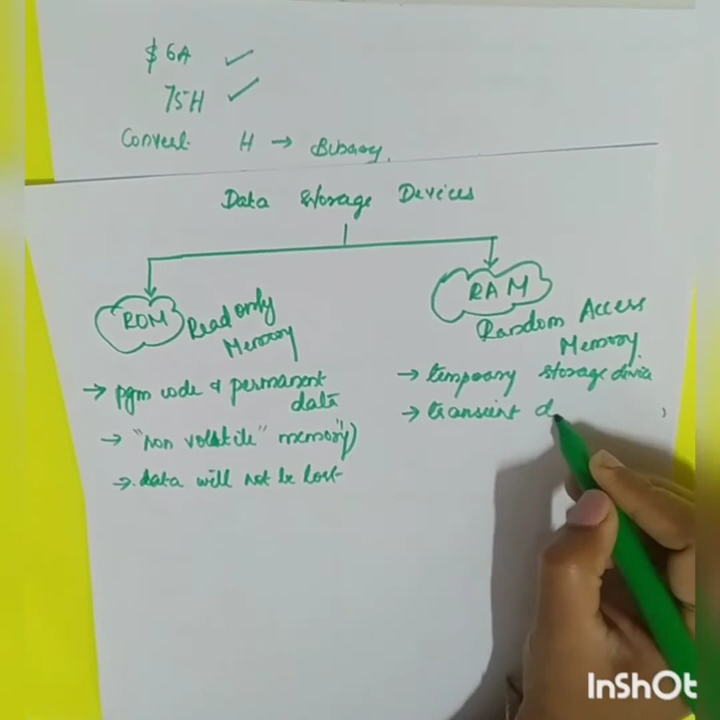 $ 6A
75H
Convert H → Bibary.
Data Storage Devices
ROM
Read only
Memory
→ pgm code & permanent
data
→ "non volatile" memory)
→ data will not be lost
RAM
Random Access
Memory.
→ temporary storage device
→ transient d
InShOt